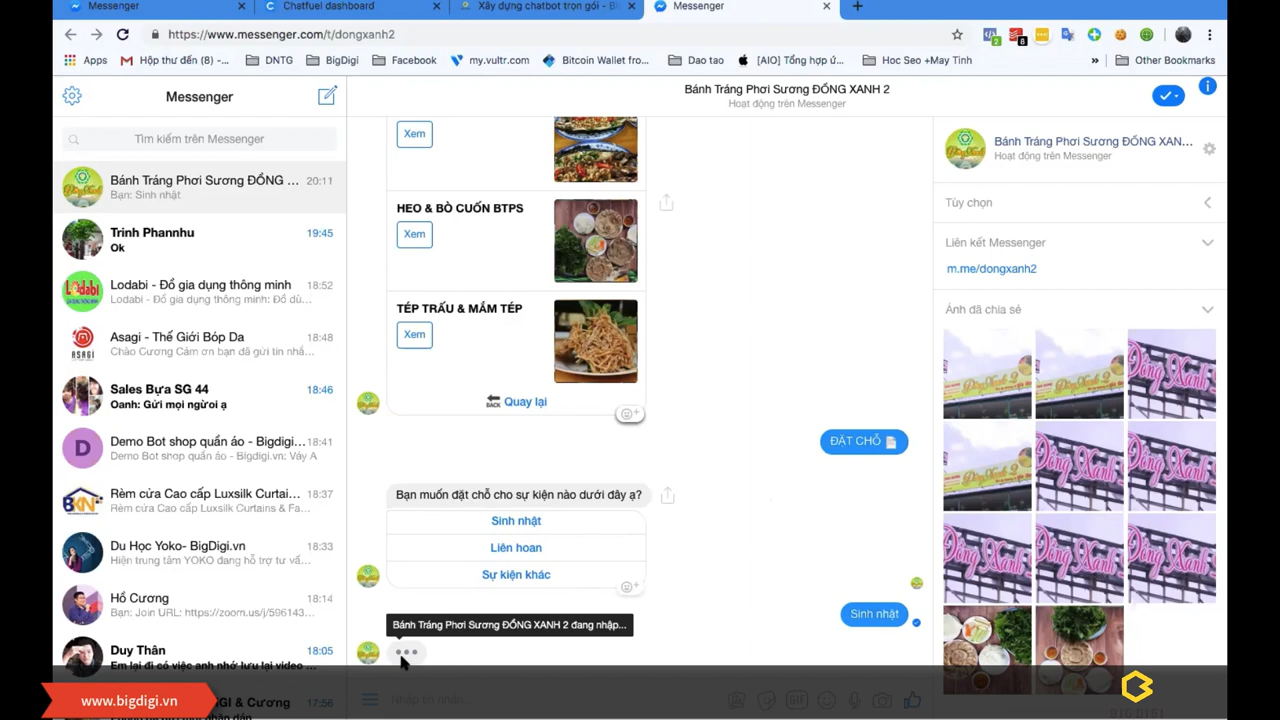 Messenger
Chatfuel dashboard
Xây dựng chatbot trọn gói -
Messenger
https://www.messenger.com/t/dongxanh2
Apps
Hộp thư đến (8) -...
DNTG
BigDigi
Facebook
my.vultr.com
Bitcoin Wallet fro...
Dao tao
[AIO] Tổng hợp ứ...
Hoc Seo +May Tinh
»
Other Bookmarks
Messenger
Tìm kiếm trên Messenger
Bánh Tráng Phơi Sương ĐỒNG ...
20:11
Bạn: Sinh nhật
Trinh Phannhu
19:45
Ok
Lodabi - Đồ gia dụng thông minh
18:52
Lodabi - Đồ gia dụng thông minh: Đồ dù...
Asagi - Thế Giới Bóp Da
18:48
Chào Cương Cảm ơn bạn đã gửi tin nhắ...
Sales Bựa SG 44
18:46
Oanh: Gửi mọi ngừoi ạ
Demo Bot shop quần áo - Bigdigi...
18:41
Demo Bot shop quần áo - Bigdigi.vn: Váy A
Rèm cửa Cao cấp Luxsilk Curtai...
18:37
Rèm cửa Cao cấp Luxsilk Curtains & Fa...
Du Học Yoko- BigDigi.vn
18:33
Hiện trung tâm YOKO đang hỗ trợ tư vấ...
Hồ Cương
18:14
Bạn: Join URL: https://zoom.us/j/596143...
Duy Thân
18:05
Em lại đi có việc anh nhớ lưu lại video ...
GI & Cương
17:56
www.bigdigi.vn
Bánh Tráng Phơi Sương ĐỒNG XANH 2
Hoạt động trên Messenger
Xem
HEO & BÒ CUỐN BTPS
Xem
TÉP TRẤU & MẮM TÉP
Xem
BACK Quay lại
ĐẶT CHỖ
Bạn muốn đặt chỗ cho sự kiện nào dưới đây ạ?
Sinh nhật
Liên hoan
Sự kiện khác
Sinh nhật
Bánh Tráng Phơi Sương ĐỒNG XANH 2 đang nhập...
Nhập tin nhắn...
GIF
Bánh Tráng Phơi Sương ĐỒNG XAN...
Hoạt động trên Messenger
Tùy chọn
Liên kết Messenger
m.me/dongxanh2
Ảnh đã chia sẻ
BIG DIGI